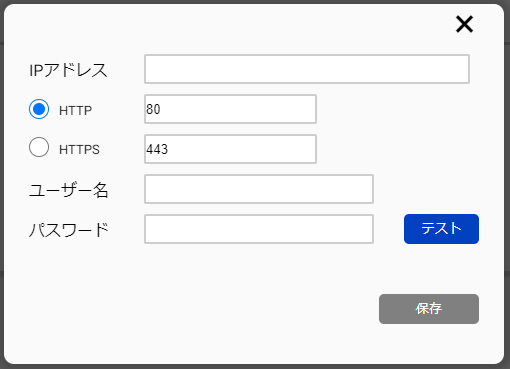 IPアドレス
HTTP 80
HTTPS 443
ユーザー名
パスワード テスト
保存